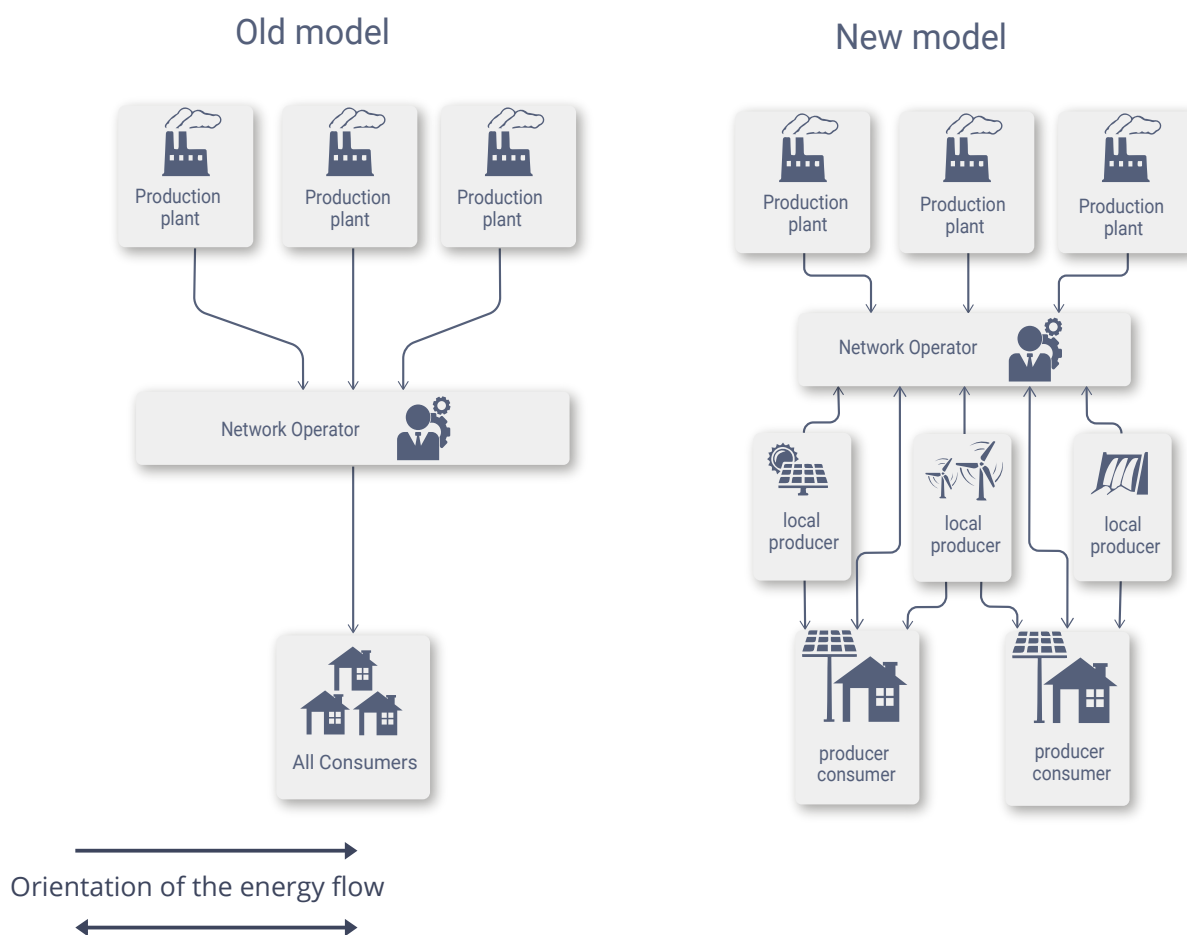 Old model
Production
plant
Production
plant
Production
plant
Network Operator
All Consumers
Orientation of the energy flow
New model
Production
plant
Production
plant
Production
plant
Network Operator
local
producer
local
producer
local
producer
producer
consumer
producer
consumer